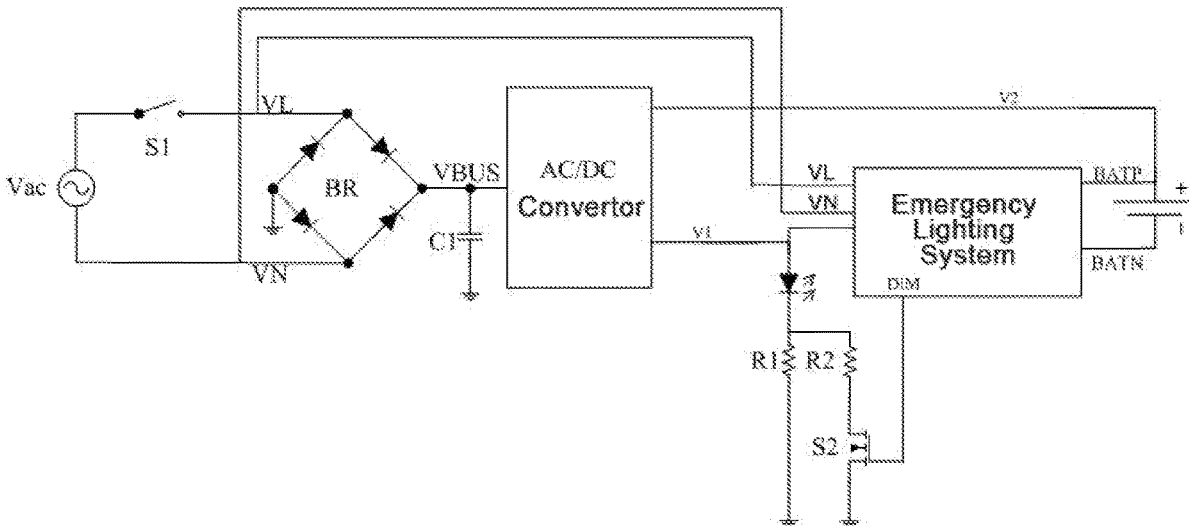 V2
VL
S1
Vac
BR
VBUS
AC/DC
Convertor
VL
VN
BATP
+
Emergency
Lighting
System
C1
V1
VN
BATN
DIM
R1
R2
S2